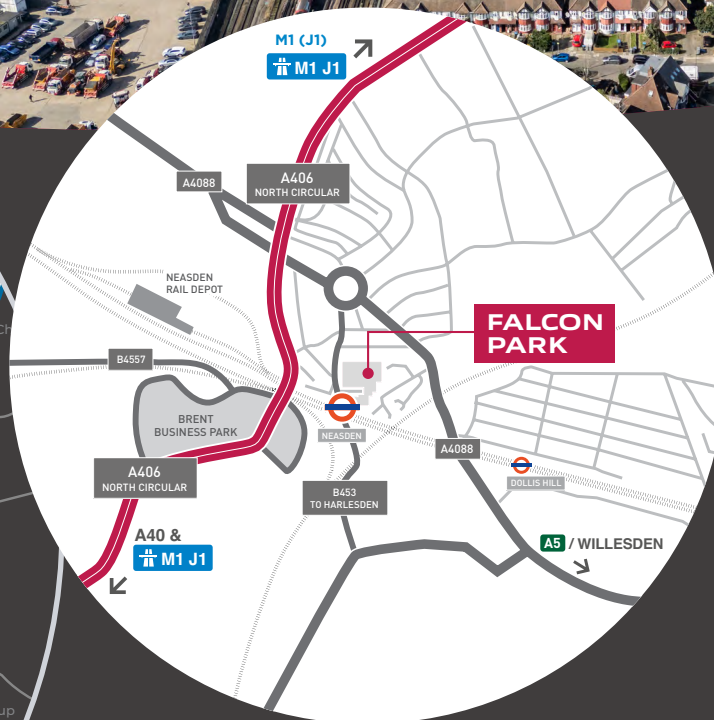 M1 (J1)
M1 J1
A4088
A406
NORTH CIRCULAR
NEASDEN
RAIL DEPOT
FALCON
PARK
B4557
BRENT
BUSINESS PARK
NEASDEN
A4088
A406
NORTH CIRCULAR
DOLLIS HILL
B453
TO HARLESDEN
A40 &
M1 J1
A5 / WILLESDEN